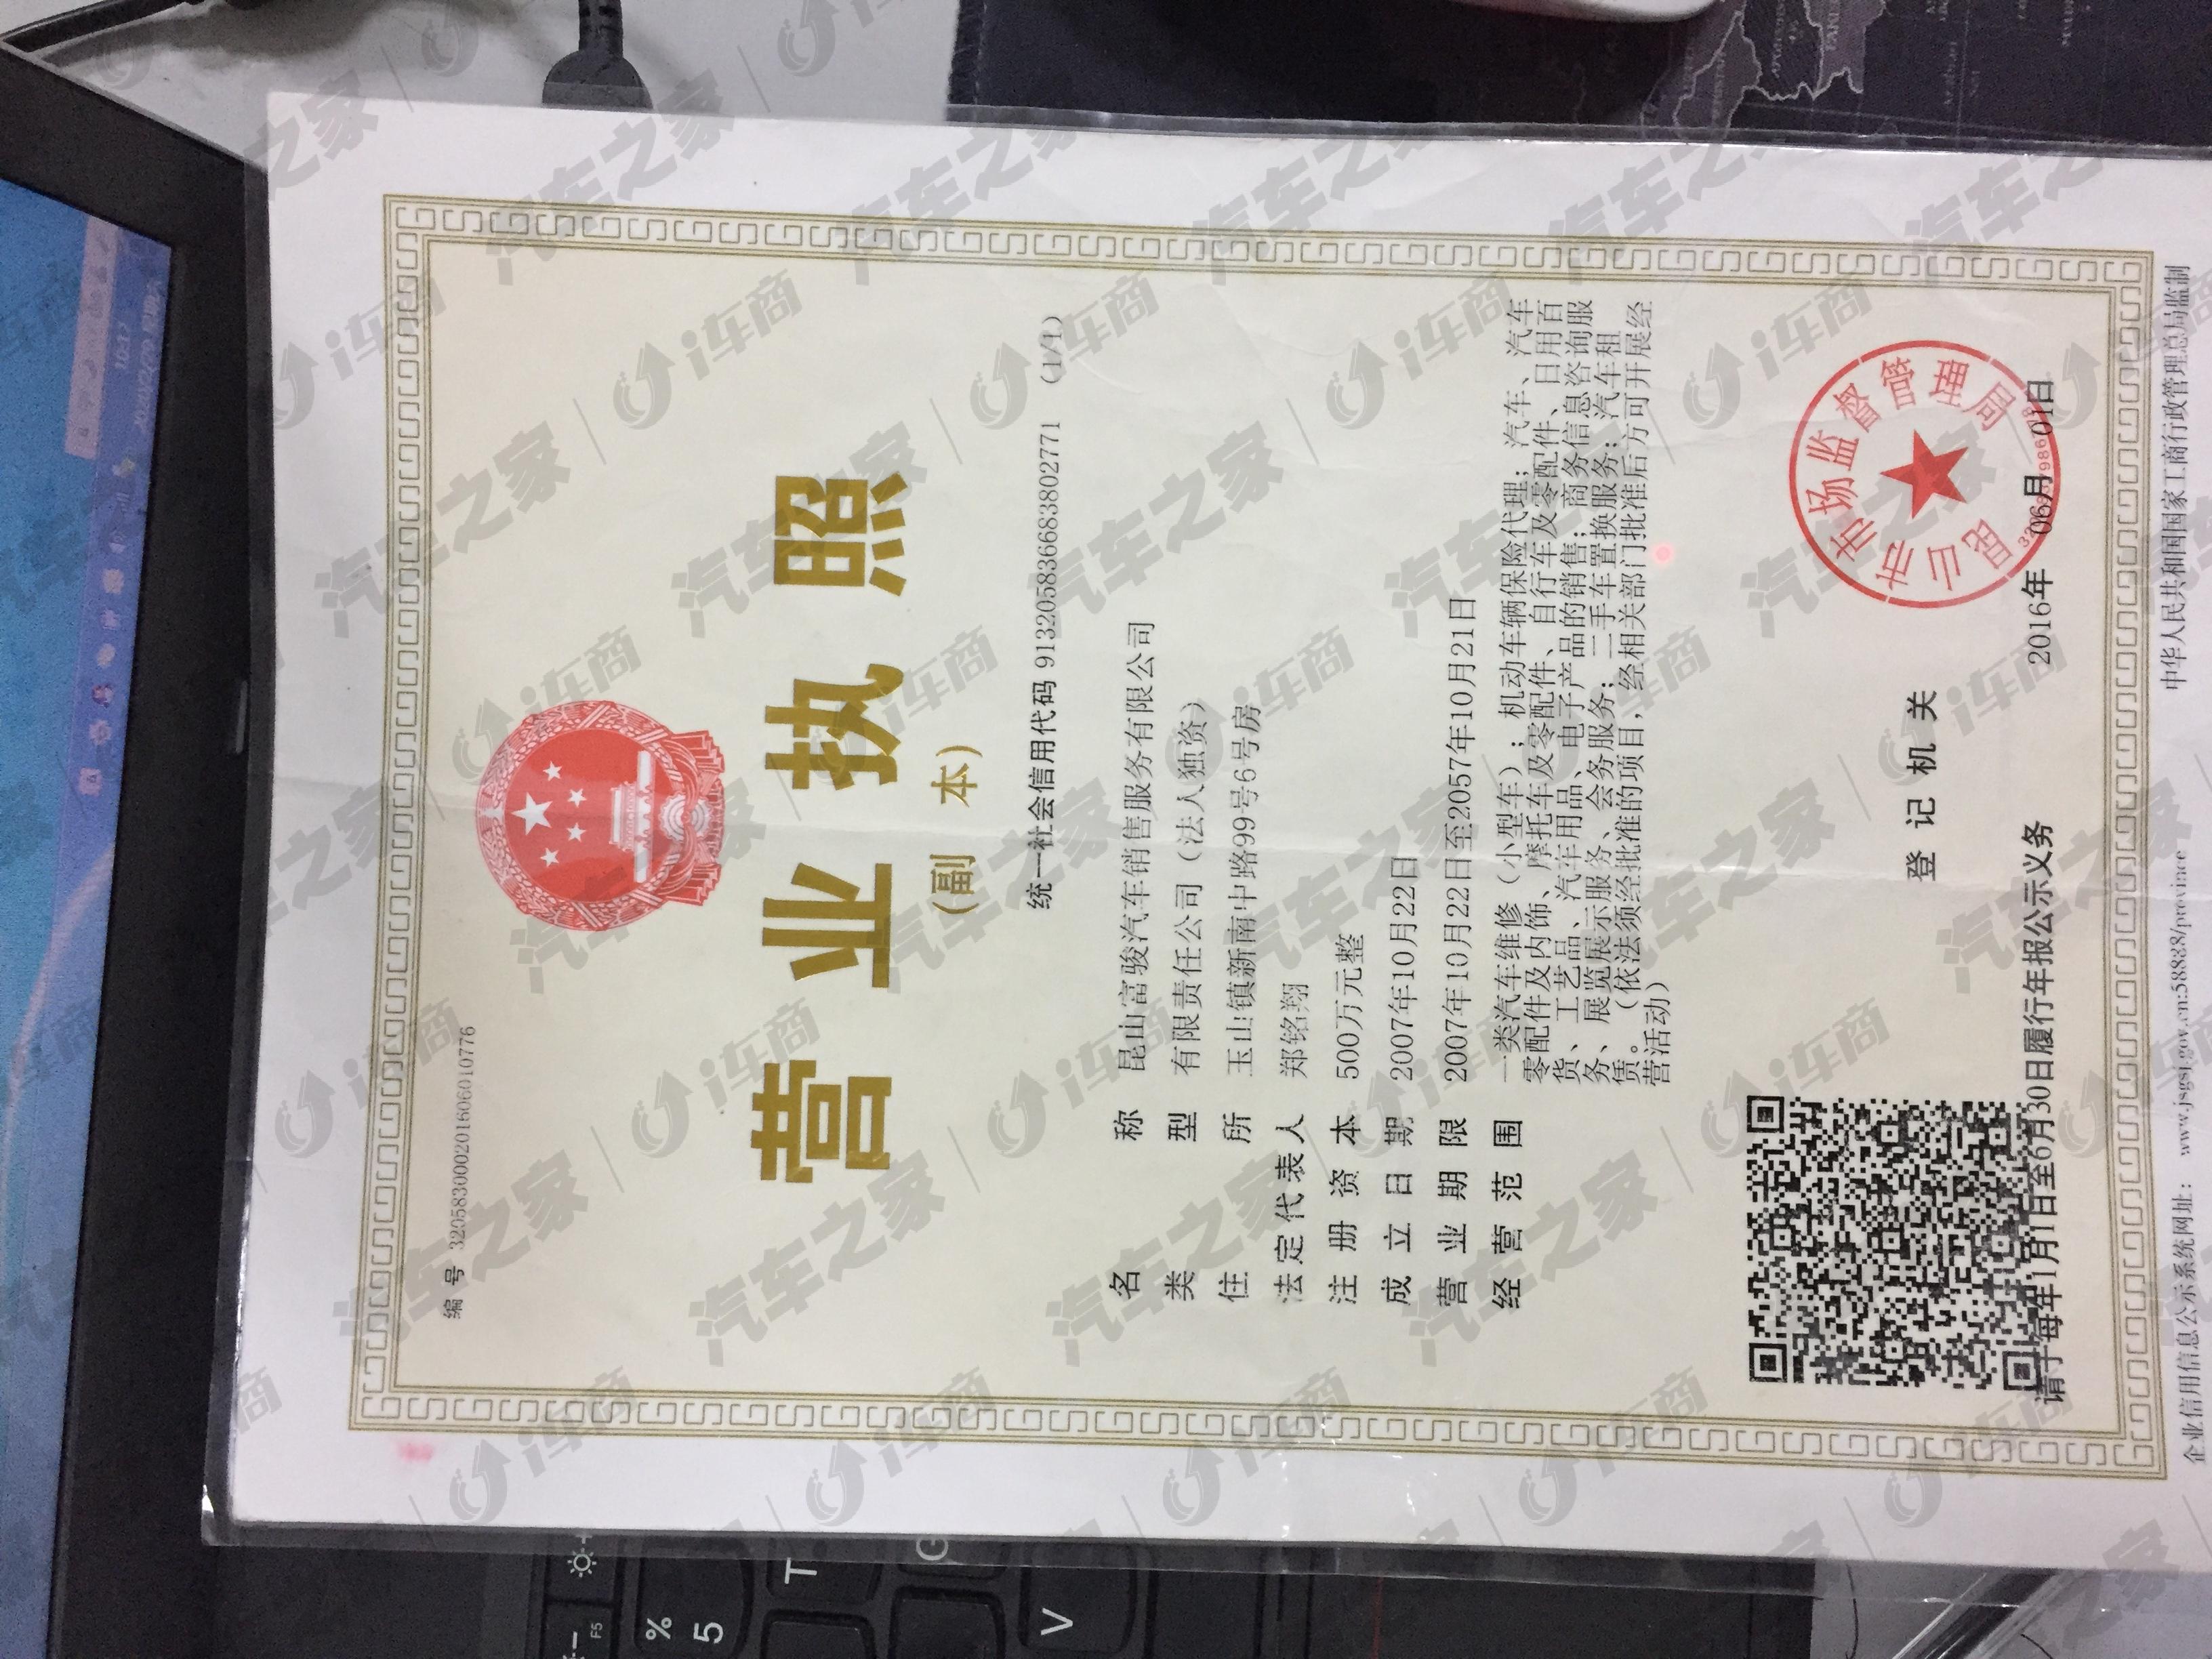 编 号 320583000201606010776
营业执照
(副 本)
统一社会信用代码 913205836683802771 (1/1)
名 称 昆山富骏汽车销售服务有限公司
类 型 有限责任公司（法人独资）
住 所 玉山镇新南中路99号6号房
法定代表人 郑铭翔
注册资本 500万元整
成立日期 2007年10月22日
营业期限 2007年10月22日至2057年10月21日
经营范围 一类汽车维修（小型车）；机动车车辆保险代理；汽车、汽车
零配件及内饰、摩托车及零配件、自行车及零配件、日用百
货、工艺品、汽车用品、电子产品的销售；商务信息咨询服
务、展览展示服务、会务服务；二手车置换服务；汽车租
赁。（依法须经批准的项目,经相关部门批准后方可开展经
营活动）
登记机关
昆山市市场监督管理局
2016年 06月 01日
请于每年1月1日至6月30日履行年报公示义务
企业信用信息公示系统网址： www.jsgsj.gov.cn:58888/province
中华人民共和国国家工商行政管理总局监制
汽车之家 | i车商
10:17
% 5
T
G
V
F5